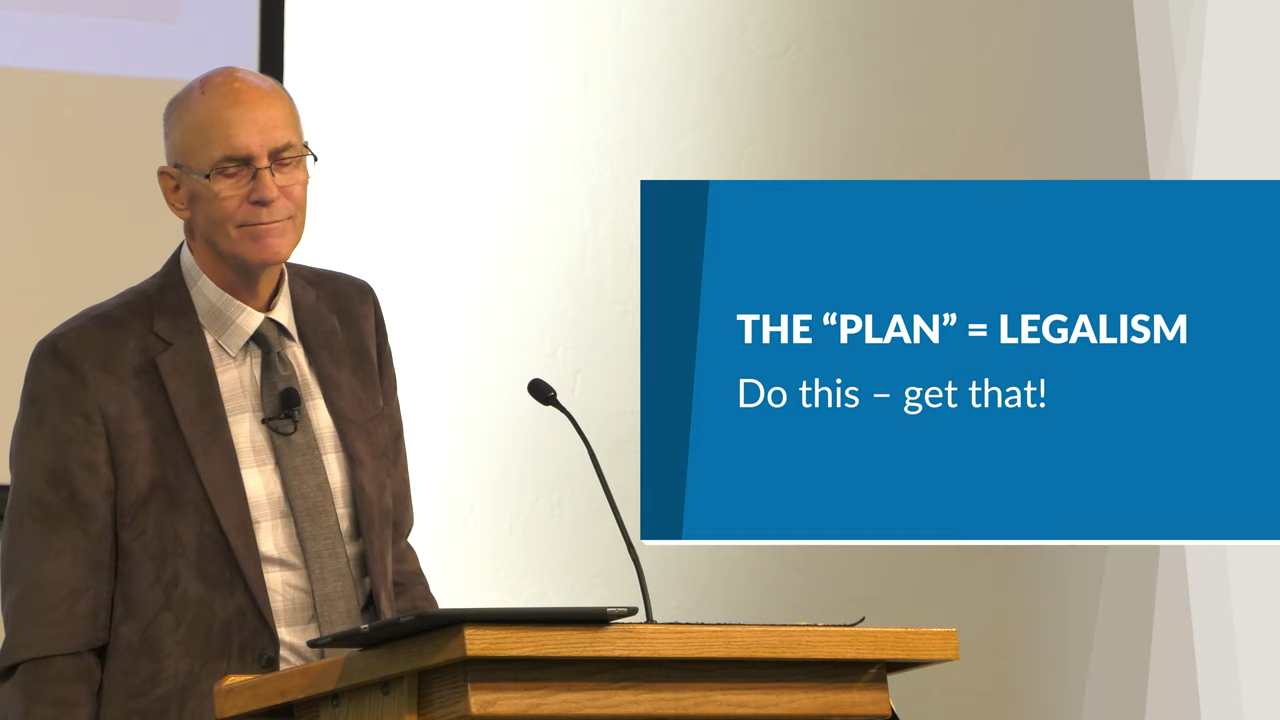 THE “PLAN” = LEGALISM
Do this – get that!